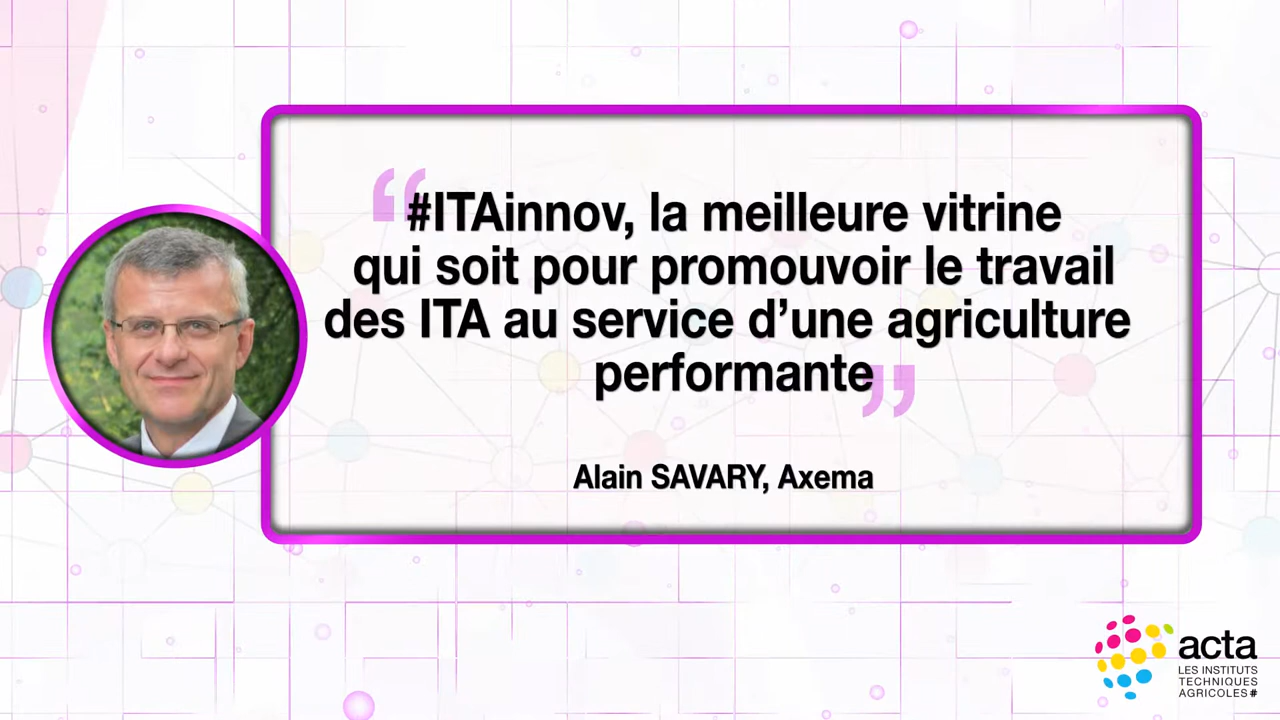 “#ITAinnov, la meilleure vitrine
qui soit pour promouvoir le travail
des ITA au service d’une agriculture
performante”
Alain SAVARY, Axema
acta
LES INSTITUTS
TECHNIQUES
AGRICOLES#